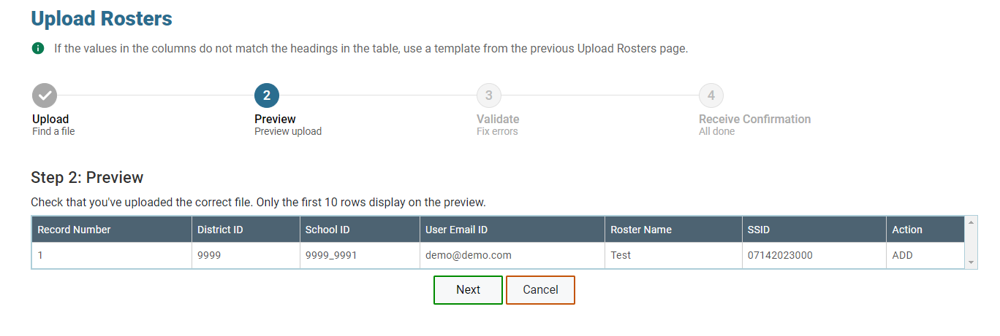 Upload Rosters
If the values in the columns do not match the headings in the table, use a template from the previous Upload Rosters page.
2 3 4
Upload Preview Validate Receive Confirmation
Find a file Preview upload Fix errors All done
Step 2: Preview
Check that you've uploaded the correct file. Only the first 10 rows display on the preview.
Record Number District ID School ID User Email ID Roster Name SSID Action
1 9999 9999_9991 demo@demo.com Test 07142023000 ADD
Next Cancel